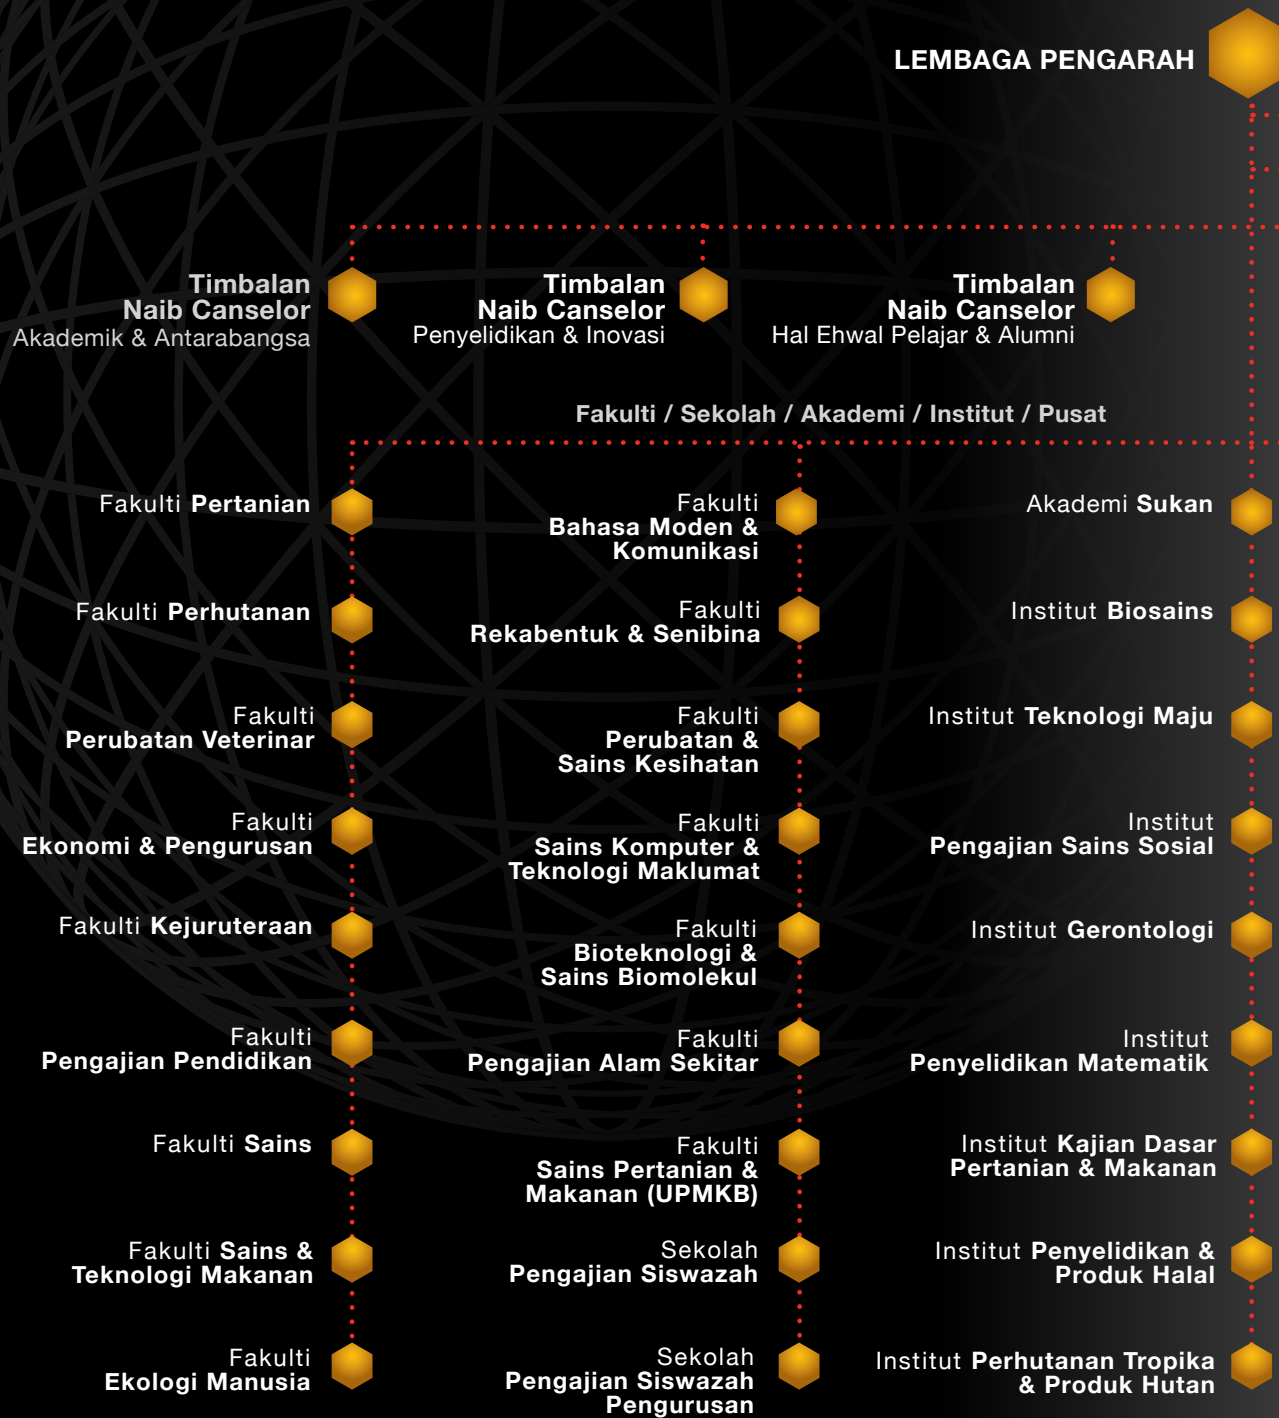 LEMBAGA PENGARAH
Timbalan
Naib Canselor
Akademik & Antarabangsa
Timbalan
Naib Canselor
Penyelidikan & Inovasi
Timbalan
Naib Canselor
Hal Ehwal Pelajar & Alumni
Fakulti / Sekolah / Akademi / Institut / Pusat
Fakulti Pertanian
Fakulti Perhutanan
Fakulti
Perubatan Veterinar
Fakulti
Ekonomi & Pengurusan
Fakulti Kejuruteraan
Fakulti
Pengajian Pendidikan
Fakulti Sains
Fakulti Sains &
Teknologi Makanan
Fakulti
Ekologi Manusia
Fakulti
Bahasa Moden &
Komunikasi
Fakulti
Rekabentuk & Senibina
Fakulti
Perubatan &
Sains Kesihatan
Fakulti
Sains Komputer &
Teknologi Maklumat
Fakulti
Bioteknologi &
Sains Biomolekul
Fakulti
Pengajian Alam Sekitar
Fakulti
Sains Pertanian &
Makanan (UPMKB)
Sekolah
Pengajian Siswazah
Sekolah
Pengajian Siswazah
Pengurusan
Akademi Sukan
Institut Biosains
Institut Teknologi Maju
Institut
Pengajian Sains Sosial
Institut Gerontologi
Institut
Penyelidikan Matematik
Institut Kajian Dasar
Pertanian & Makanan
Institut Penyelidikan &
Produk Halal
Institut Perhutanan Tropika
& Produk Hutan